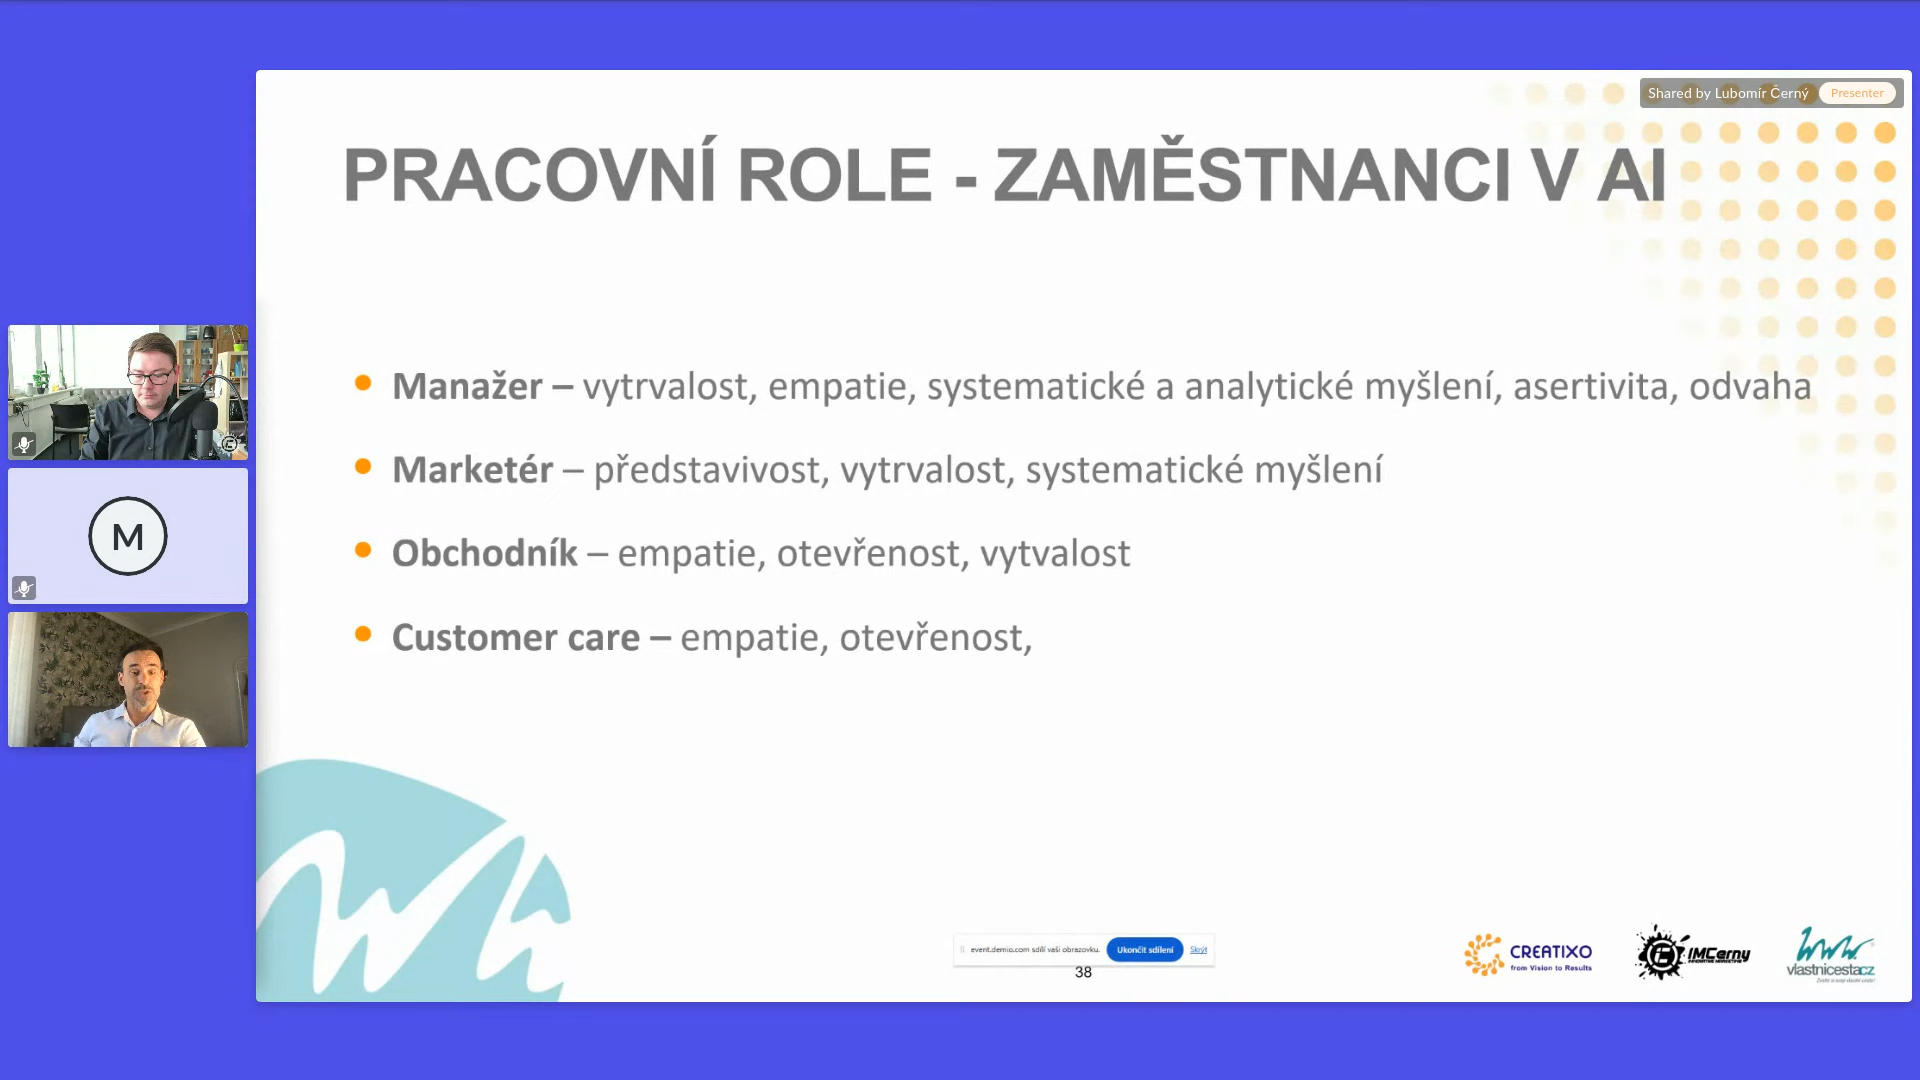 Shared by Lubomír Černý Presenter
PRACOVNÍ ROLE - ZAMĚSTNANCI V AI
Manažer – vytrvalost, empatie, systematické a analytické myšlení, asertivita, odvaha
Marketér – představivost, vytrvalost, systematické myšlení
Obchodník – empatie, otevřenost, vytvalost
Customer care – empatie, otevřenost,
M
event.demio.com sdílí vaši obrazovku. Ukončit sdílení Skrýt
38
CREATIXO
from Vision to Results
IMCerny
vlastnicesta.cz